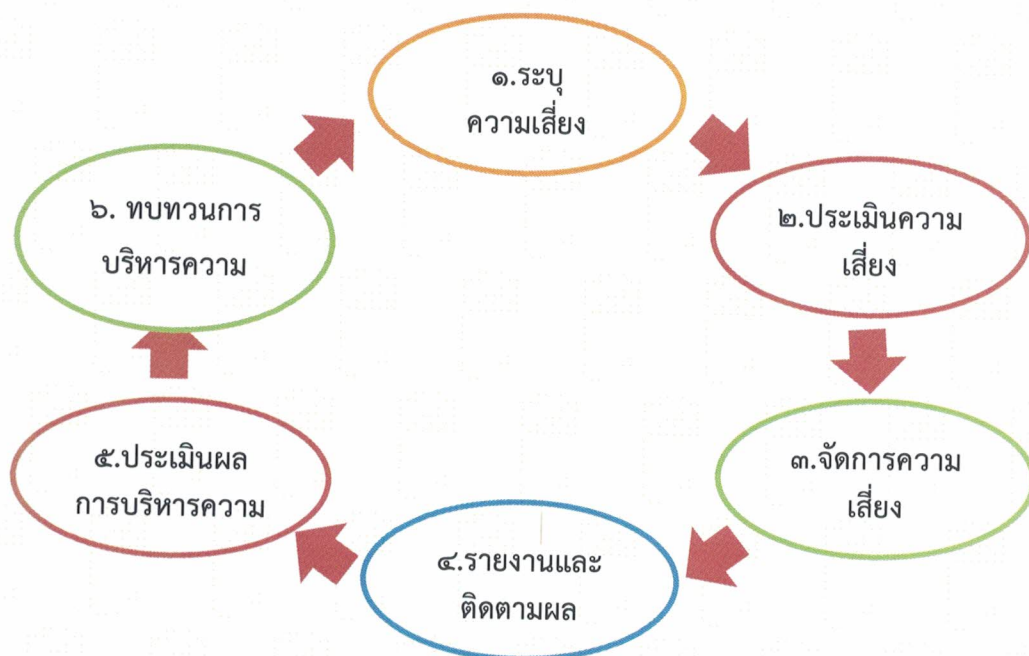 ๑.ระบุ
ความเสี่ยง
๒.ประเมินความ
เสี่ยง
๓.จัดการความ
เสี่ยง
๔.รายงานและ
ติดตามผล
๕.ประเมินผล
การบริหารความ
๖. ทบทวนการ
บริหารความ